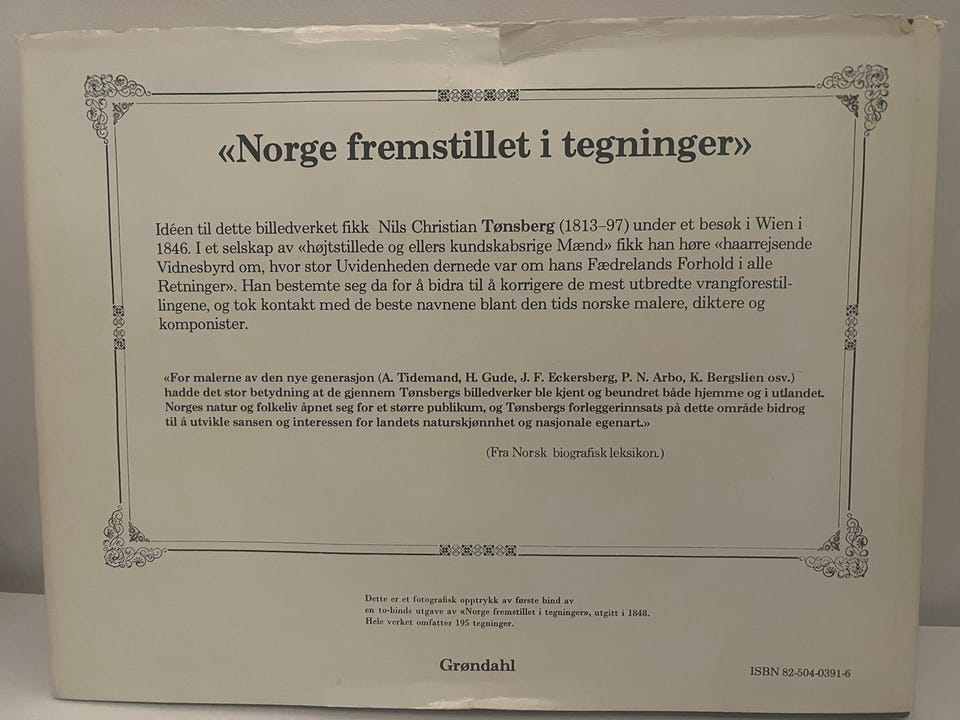 «Norge fremstillet i tegninger»
Idéen til dette billedverket fikk Nils Christian Tønsberg (1813–97) under et besøk i Wien i
1846. I et selskap av «højtstillede og ellers kundskabsrige Mænd» fikk han høre «haarrejsende
Vidnesbyrd om, hvor stor Uvidenheden dernede var om hans Fædrelands Forhold i alle
Retninger». Han bestemte seg da for å bidra til å korrigere de mest utbredte vrangforestil-
lingene, og tok kontakt med de beste navnene blant den tids norske malere, diktere og
komponister.
«For malerne av den nye generasjon (A. Tidemand, H. Gude, J. F. Eckersberg, P. N. Arbo, K. Bergslien osv.)
hadde det stor betydning at de gjennem Tønsbergs billedverker ble kjent og beundret både hjemme og i utlandet.
Norges natur og folkeliv åpnet seg for et større publikum, og Tønsbergs forleggerinnsats på dette område bidrog
til å utvikle sansen og interessen for landets naturskjønnhet og nasjonale egenart.»
(Fra Norsk biografisk leksikon.)
Dette er et fotografisk opptrykk av første bind av
en to-binds utgave av «Norge fremstillet i tegninger», utgitt i 1848.
Hele verket omfatter 195 tegninger.
Grøndahl
ISBN 82-504-0391-6